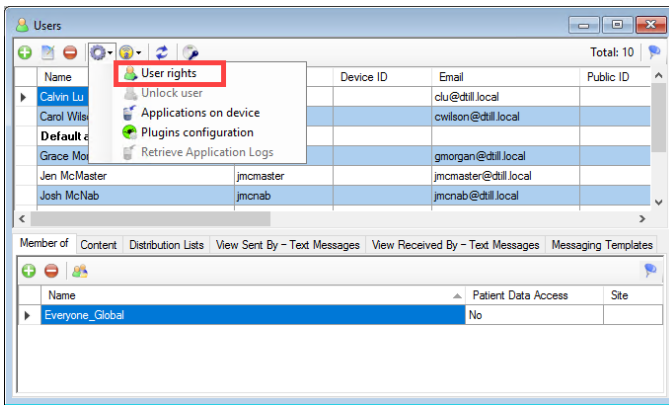 Users
Total: 10
Name Device ID Email Public ID
User rights
Unlock user
Applications on device
Plugins configuration
Retrieve Application Logs
Calvin Lu clu@dtill.local
Carol Wils cwilson@dtill.local
Default a
Grace Mor gmorgan@dtill.local
Jen McMaster jmcmaster jmcmaster@dtill.local
Josh McNab jmcnab jmcnab@dtill.local
Member of Content Distribution Lists View Sent By - Text Messages View Received By - Text Messages Messaging Templates
Name Patient Data Access Site
Everyone_Global No